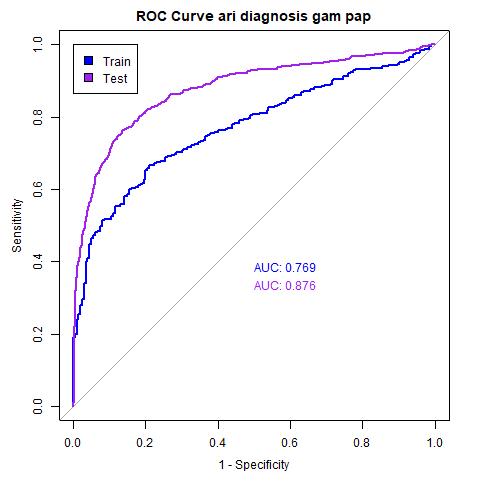 ROC Curve ari diagnosis gam pap
Train
Test
AUC: 0.769
AUC: 0.876
Sensitivity
0.0
0.2
0.4
0.6
0.8
1.0
0.0
0.2
0.4
0.6
0.8
1.0
1 - Specificity